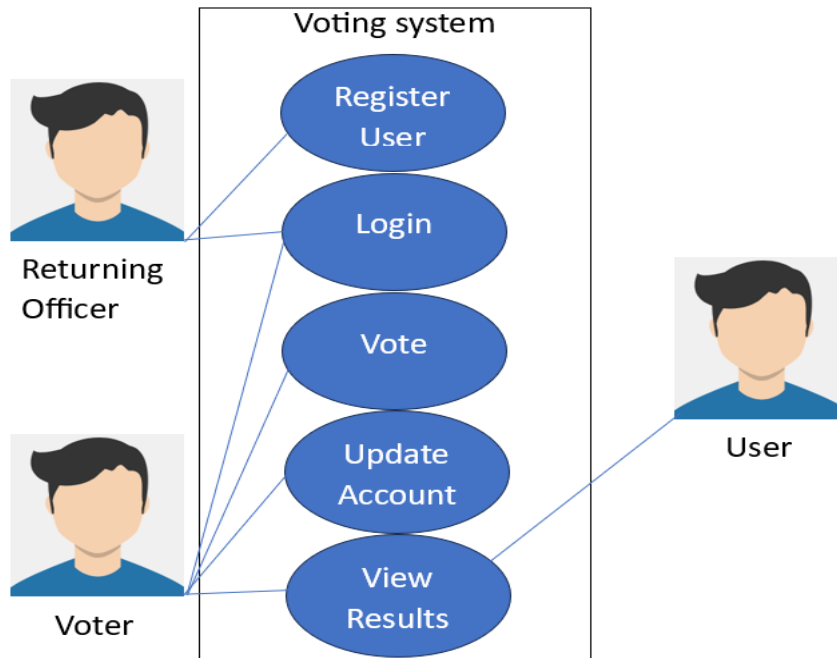 Voting system
Register
User
Login
Returning
Officer
Vote
User
Update
Account
Voter
View
Results